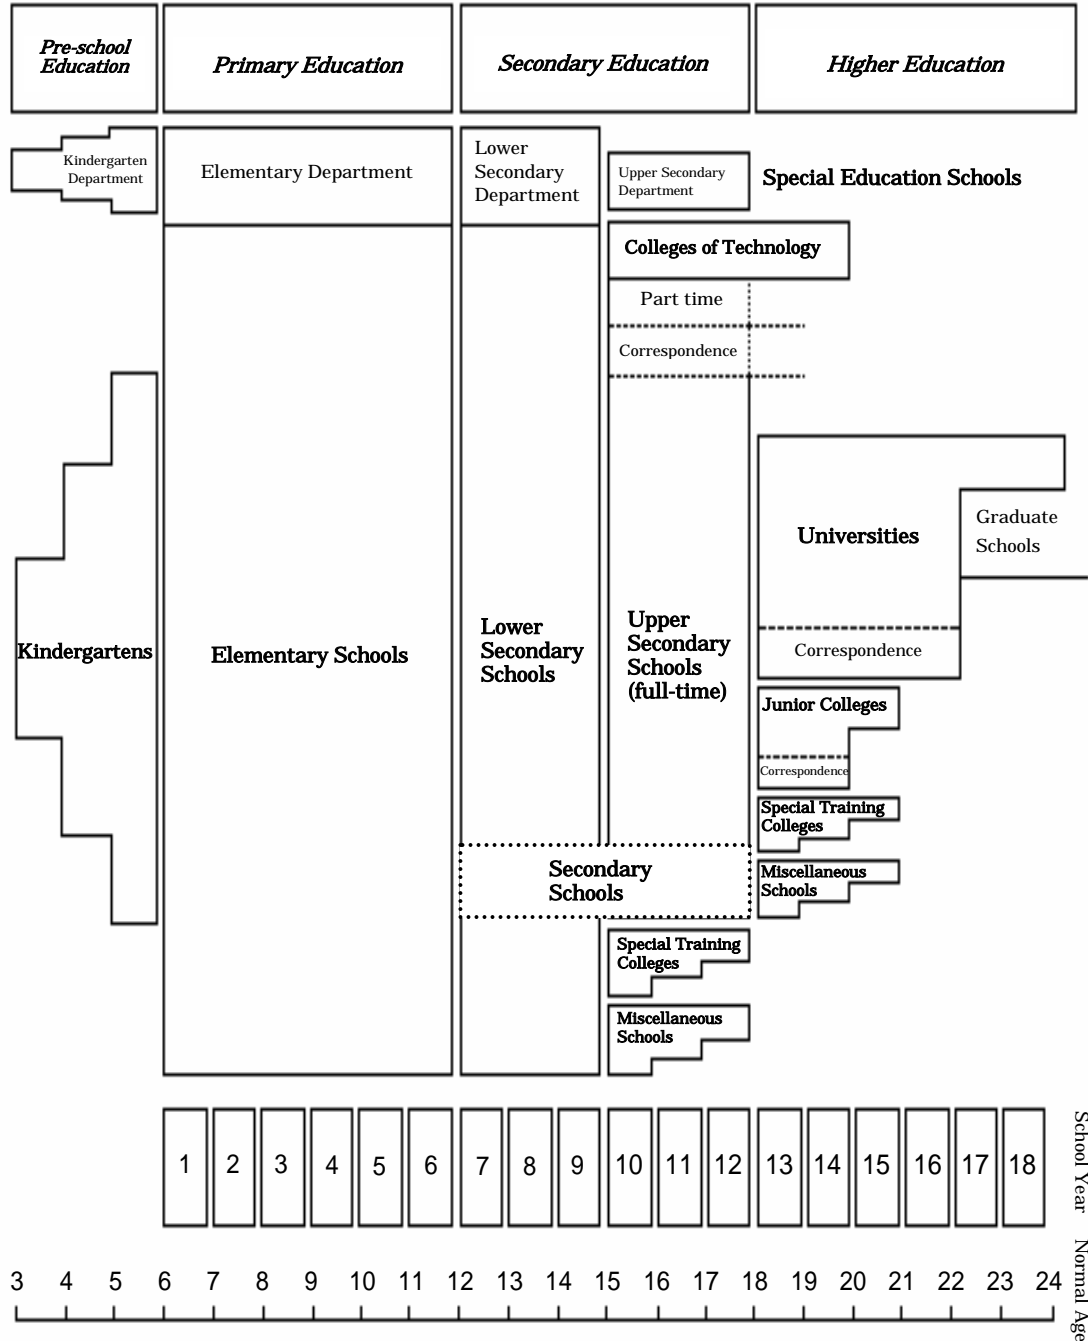 Pre-school
Education
Primary Education
Secondary Education
Higher Education
Kindergarten
Department
Elementary Department
Lower
Secondary
Department
Upper Secondary
Department
Special Education Schools
Colleges of Technology
Part time
Correspondence
Universities
Graduate
Schools
Correspondence
Kindergartens
Elementary Schools
Lower
Secondary
Schools
Upper
Secondary
Schools
(full-time)
Junior Colleges
Correspondence
Special Training
Colleges
Miscellaneous
Schools
Secondary
Schools
Special Training
Colleges
Miscellaneous
Schools
1 2 3 4 5 6 7 8 9 10 11 12 13 14 15 16 17 18
School Year
3 4 5 6 7 8 9 10 11 12 13 14 15 16 17 18 19 20 21 22 23 24
Normal Age